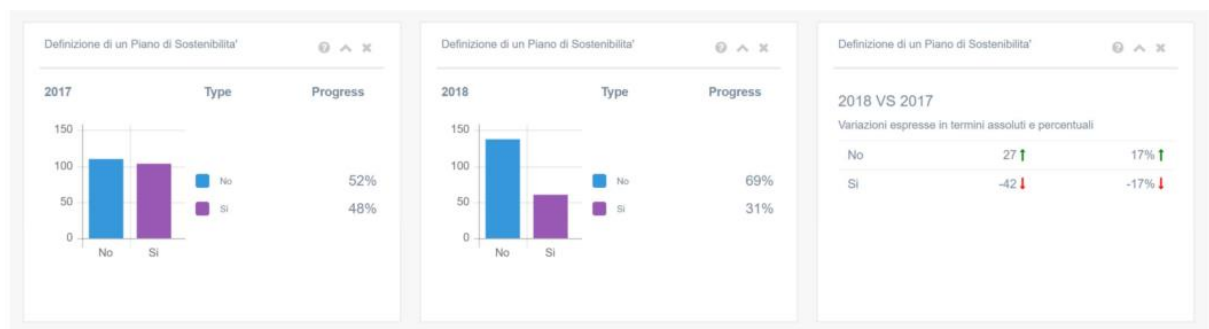 Definizione di un Piano di Sostenibilita'
2017 Type Progress
150
100
50
0
No Si
No 52%
Si 48%
Definizione di un Piano di Sostenibilita'
2018 Type Progress
150
100
50
0
No Si
No 69%
Si 31%
Definizione di un Piano di Sostenibilita'
2018 VS 2017
Variazioni espresse in termini assoluti e percentuali
No 27 17%
Si -42 -17%